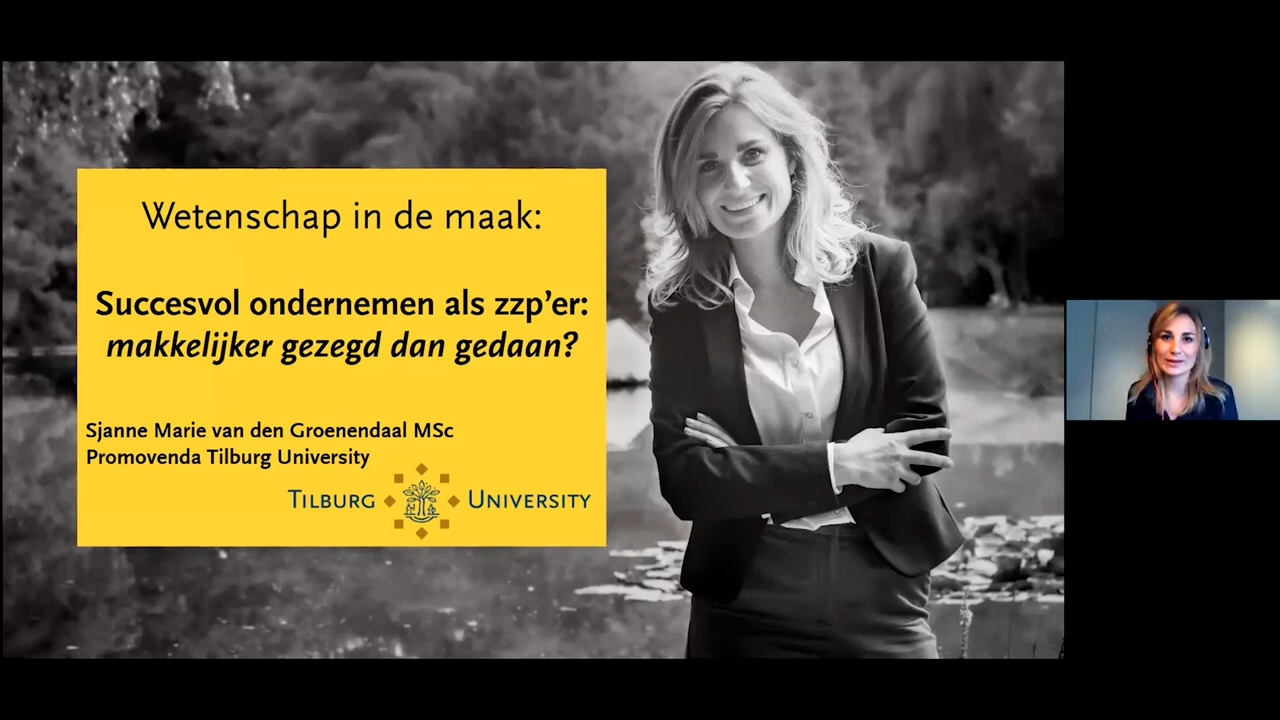 Wetenschap in de maak:
Succesvol ondernemen als zzp’er:
makkelijker gezegd dan gedaan?
Sjanne Marie van den Groenendaal MSc
Promovenda Tilburg University
TILBURG UNIVERSITY